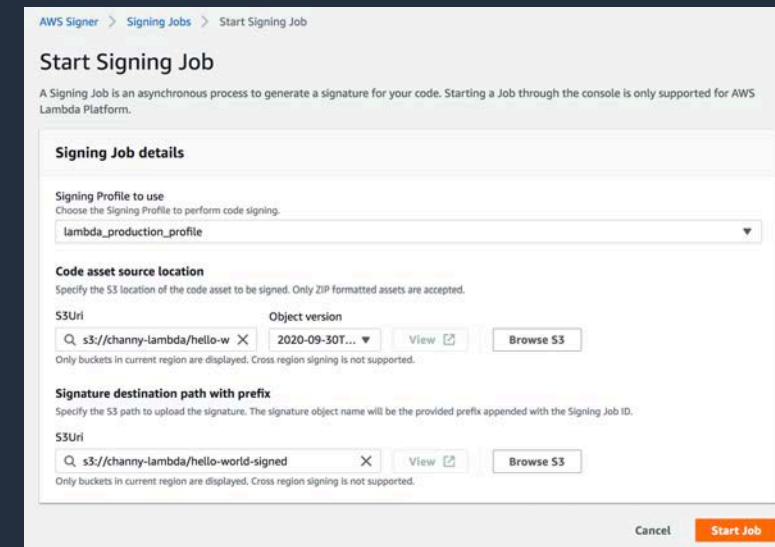 AWS Signer > Signing Jobs > Start Signing Job
Start Signing Job
A Signing Job is an asynchronous process to generate a signature for your code. Starting a Job through the console is only supported for AWS
Lambda Platform.
Signing Job details
Signing Profile to use
Choose the Signing Profile to perform code signing.
lambda_production_profile
Code asset source location
Specify the S3 location of the code asset to be signed. Only ZIP formatted assets are accepted.
S3Uri Object version
s3://channy-lambda/hello-w 2020-09-30T... View Browse S3
Only buckets in current region are displayed. Cross region signing is not supported.
Signature destination path with prefix
Specify the S3 path to upload the signature. The signature object name will be the provided prefix appended with the Signing Job ID.
S3Uri
s3://channy-lambda/hello-world-signed View Browse S3
Only buckets in current region are displayed. Cross region signing is not supported.
Cancel Start Job